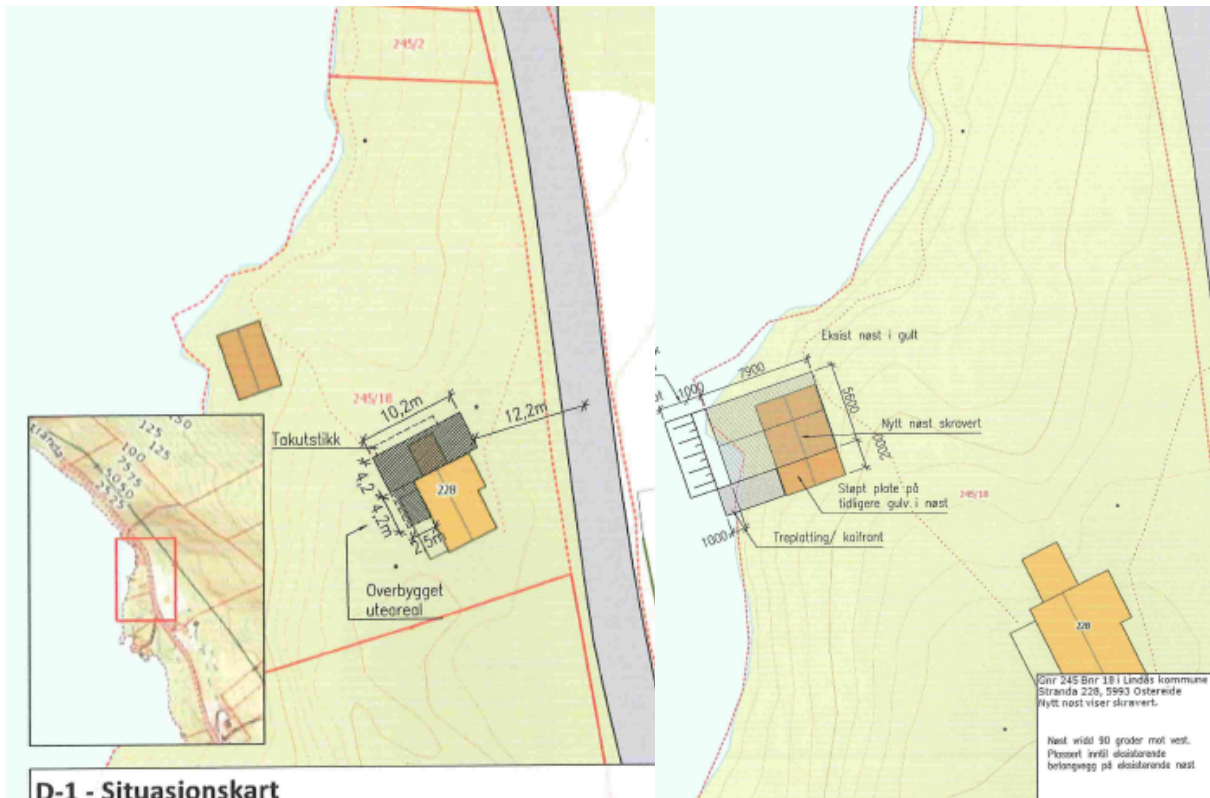 245/2
245/18
10,2m
12,2m
Takutstikk
4,2
4,2m
2,5m
228
Overbygget
uteareal
stranda
150
125
125
100
75
75
50
50
25
25
D-1 - Situasjonskart
Eksist nøst i gult
7900
1000
5600
2000
Nytt nøst skravert
Støpt plate på
tidligere gulv. i nøst
245/18
1000
Treplatting/ kaifront
228
Gnr 245 Bnr 18 i Lindås kommune
Stranda 228, 5993 Ostereide
Nytt nøst viser skravert.
Nøst vridd 90 grader mot vest.
Plassert inntil eksisterende
betongvegg på eksisterende nøst